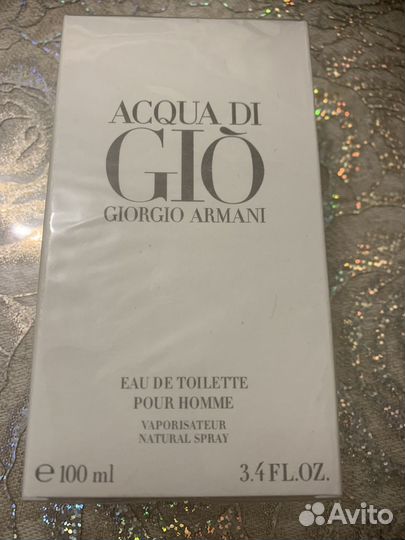 ACQUA DI
GIÒ
GIORGIO ARMANI
EAU DE TOILETTE
POUR HOMME
VAPORISATEUR
NATURAL SPRAY
℮ 100 ml 3.4 FL.OZ.
Avito